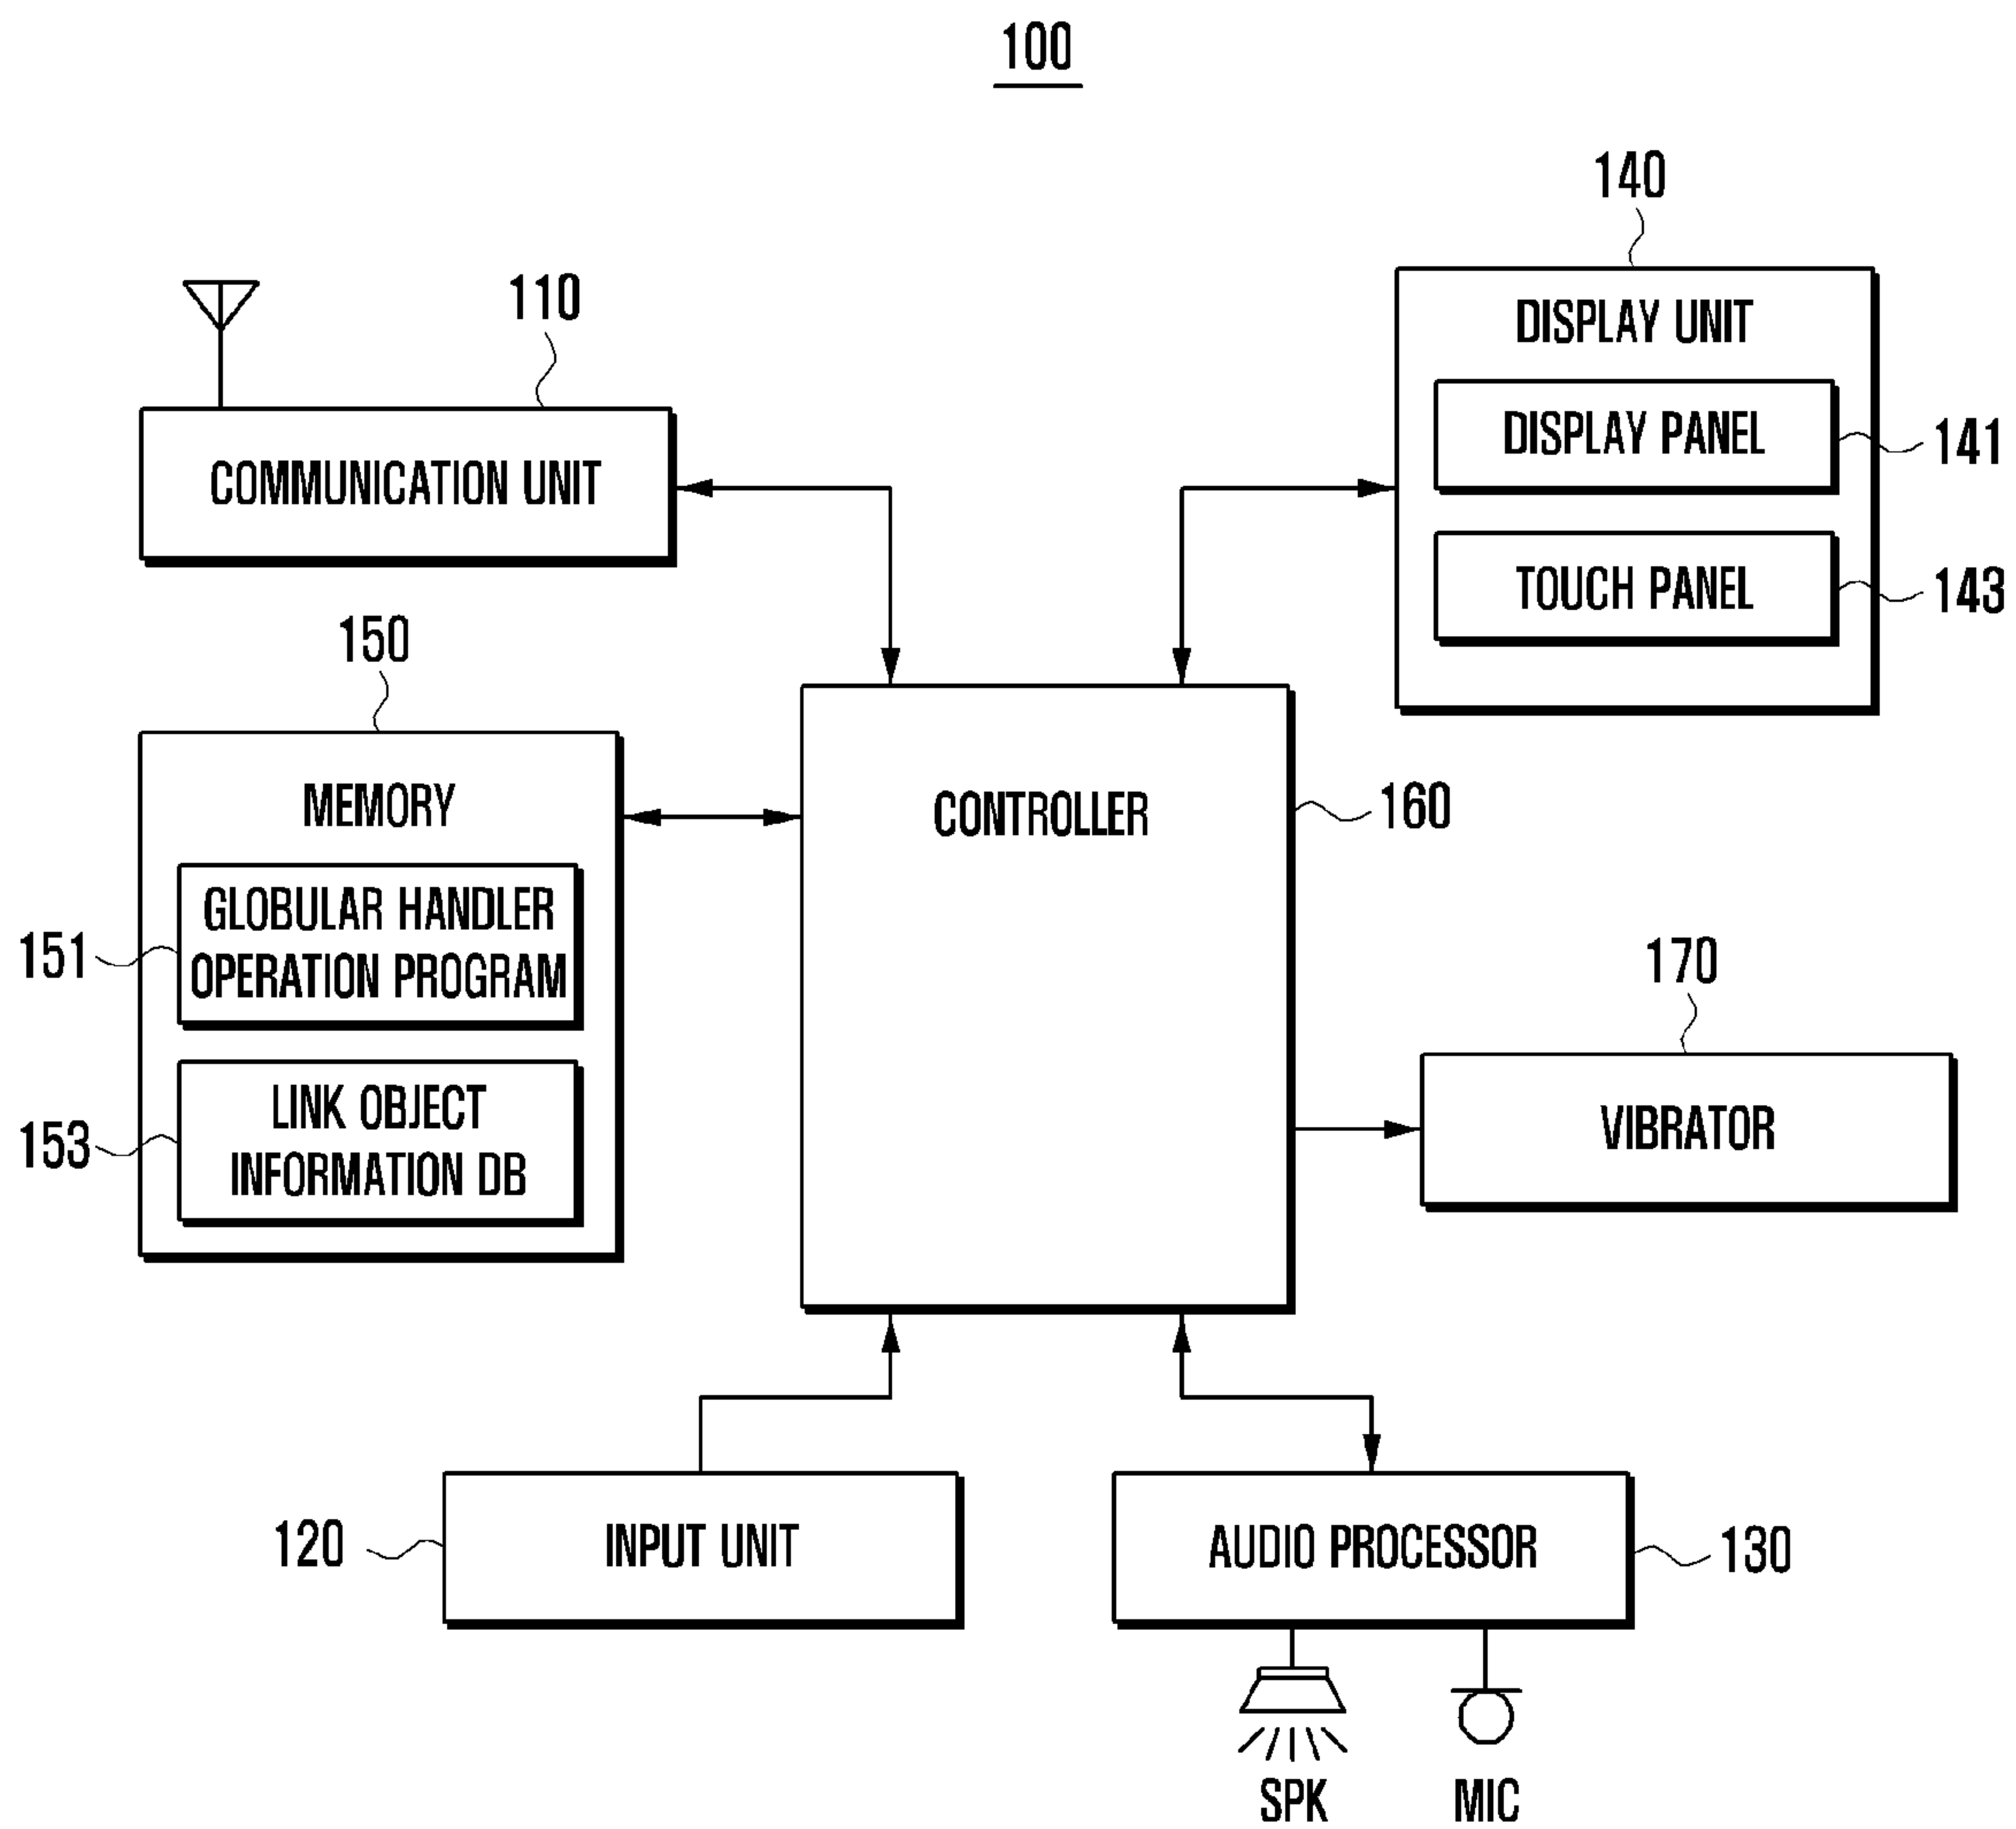 100
140
110
DISPLAY UNIT
DISPLAY PANEL
141
COMMUNICATION UNIT
TOUCH PANEL
143
150
MEMORY
CONTROLLER
160
GLOBULAR HANDLER
OPERATION PROGRAM
151
170
LINK OBJECT
INFORMATION DB
153
VIBRATOR
120
INPUT UNIT
AUDIO PROCESSOR
130
SPK
MIC